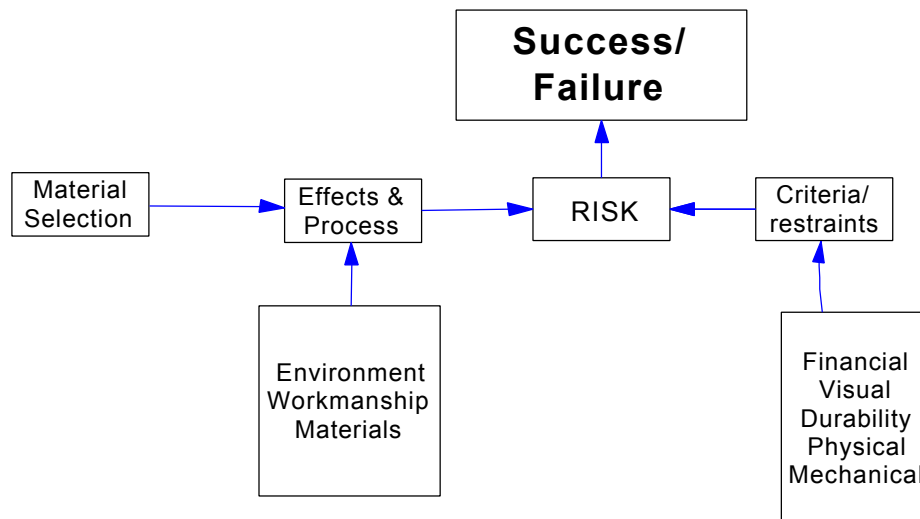 Success/
Failure
Material
Selection
Effects &
Process
RISK
Criteria/
restraints
Environment
Workmanship
Materials
Financial
Visual
Durability
Physical
Mechanical